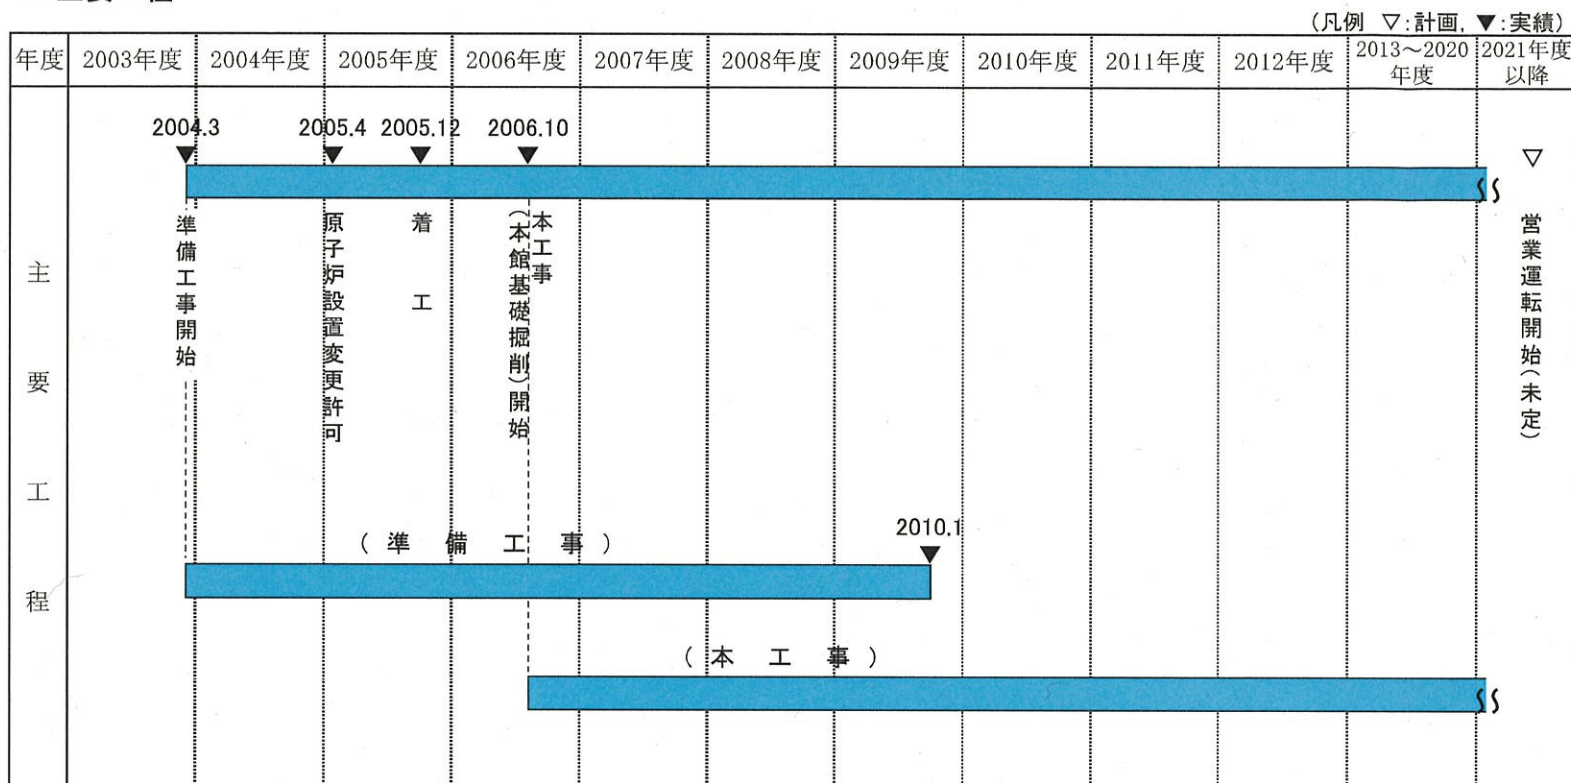 (凡例 ▽:計画, ▼:実績)
年度 2003年度 2004年度 2005年度 2006年度 2007年度 2008年度 2009年度 2010年度 2011年度 2012年度 2013～2020年度 2021年度以降
主要工程
2004.3 2005.4 2005.12 2006.10
準備工事開始
原子炉設置変更許可
着工
本工事
(本館基礎掘削)開始
営業運転開始(未定)
(準備工事)
2010.1
(本工事)